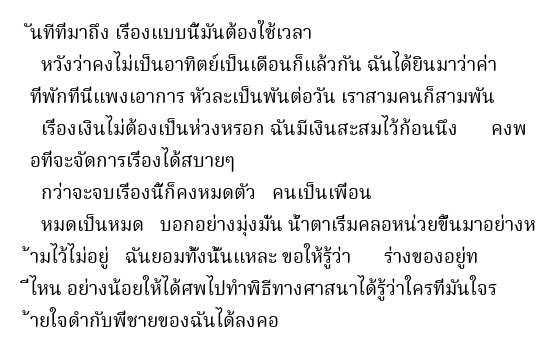 ันทีที่มาถึง เรื่องแบบนี้มันต้องใช้เวลา
หวังว่าคงไม่เป็นอาทิตย์เป็นเดือนก็แล้วกัน ฉันได้ยินมาว่าค่า
ที่พักที่นี่แพงเอาการ หัวละเป็นพันต่อวัน เราสามคนก็สามพัน
เรื่องเงินไม่ต้องเป็นห่วงหรอก ฉันมีเงินสะสมไว้ก้อนนึง คงพ
อที่จะจัดการเรื่องได้สบายๆ
กว่าจะจบเรื่องนี้ก็คงหมดตัว คนเป็นเพื่อน
หมดเป็นหมด บอกอย่างมุ่งมั่น น้ำตาเริ่มคลอหน่วยขึ้นมาอย่างห
้ามไว้ไม่อยู่ ฉันยอมทั้งนั้นแหละ ขอให้รู้ว่า ร่างของอยู่ท
ี่ไหน อย่างน้อยให้ได้ศพไปทำพิธีทางศาสนาได้รู้ว่าใครที่มันใจร
้ายใจดำกับพี่ชายของฉันได้ลงคอ